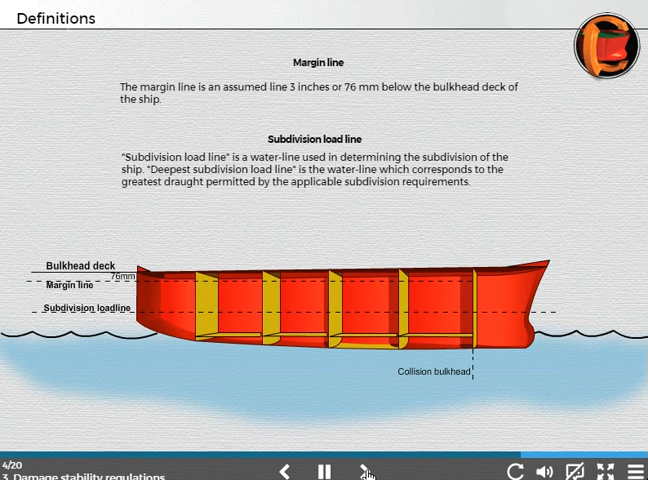 Definitions
Margin line
The margin line is an assumed line 3 inches or 76 mm below the bulkhead deck of
the ship.
Subdivision load line
"Subdivision load line" is a water-line used in determining the subdivision of the
ship. "Deepest subdivision load line" is the water-line which corresponds to the
greatest draught permitted by the applicable subdivision requirements.
Bulkhead deck
76mm
Margin line
Subdivision loadline
Collision bulkhead
4/20
3. Damage stability regulations